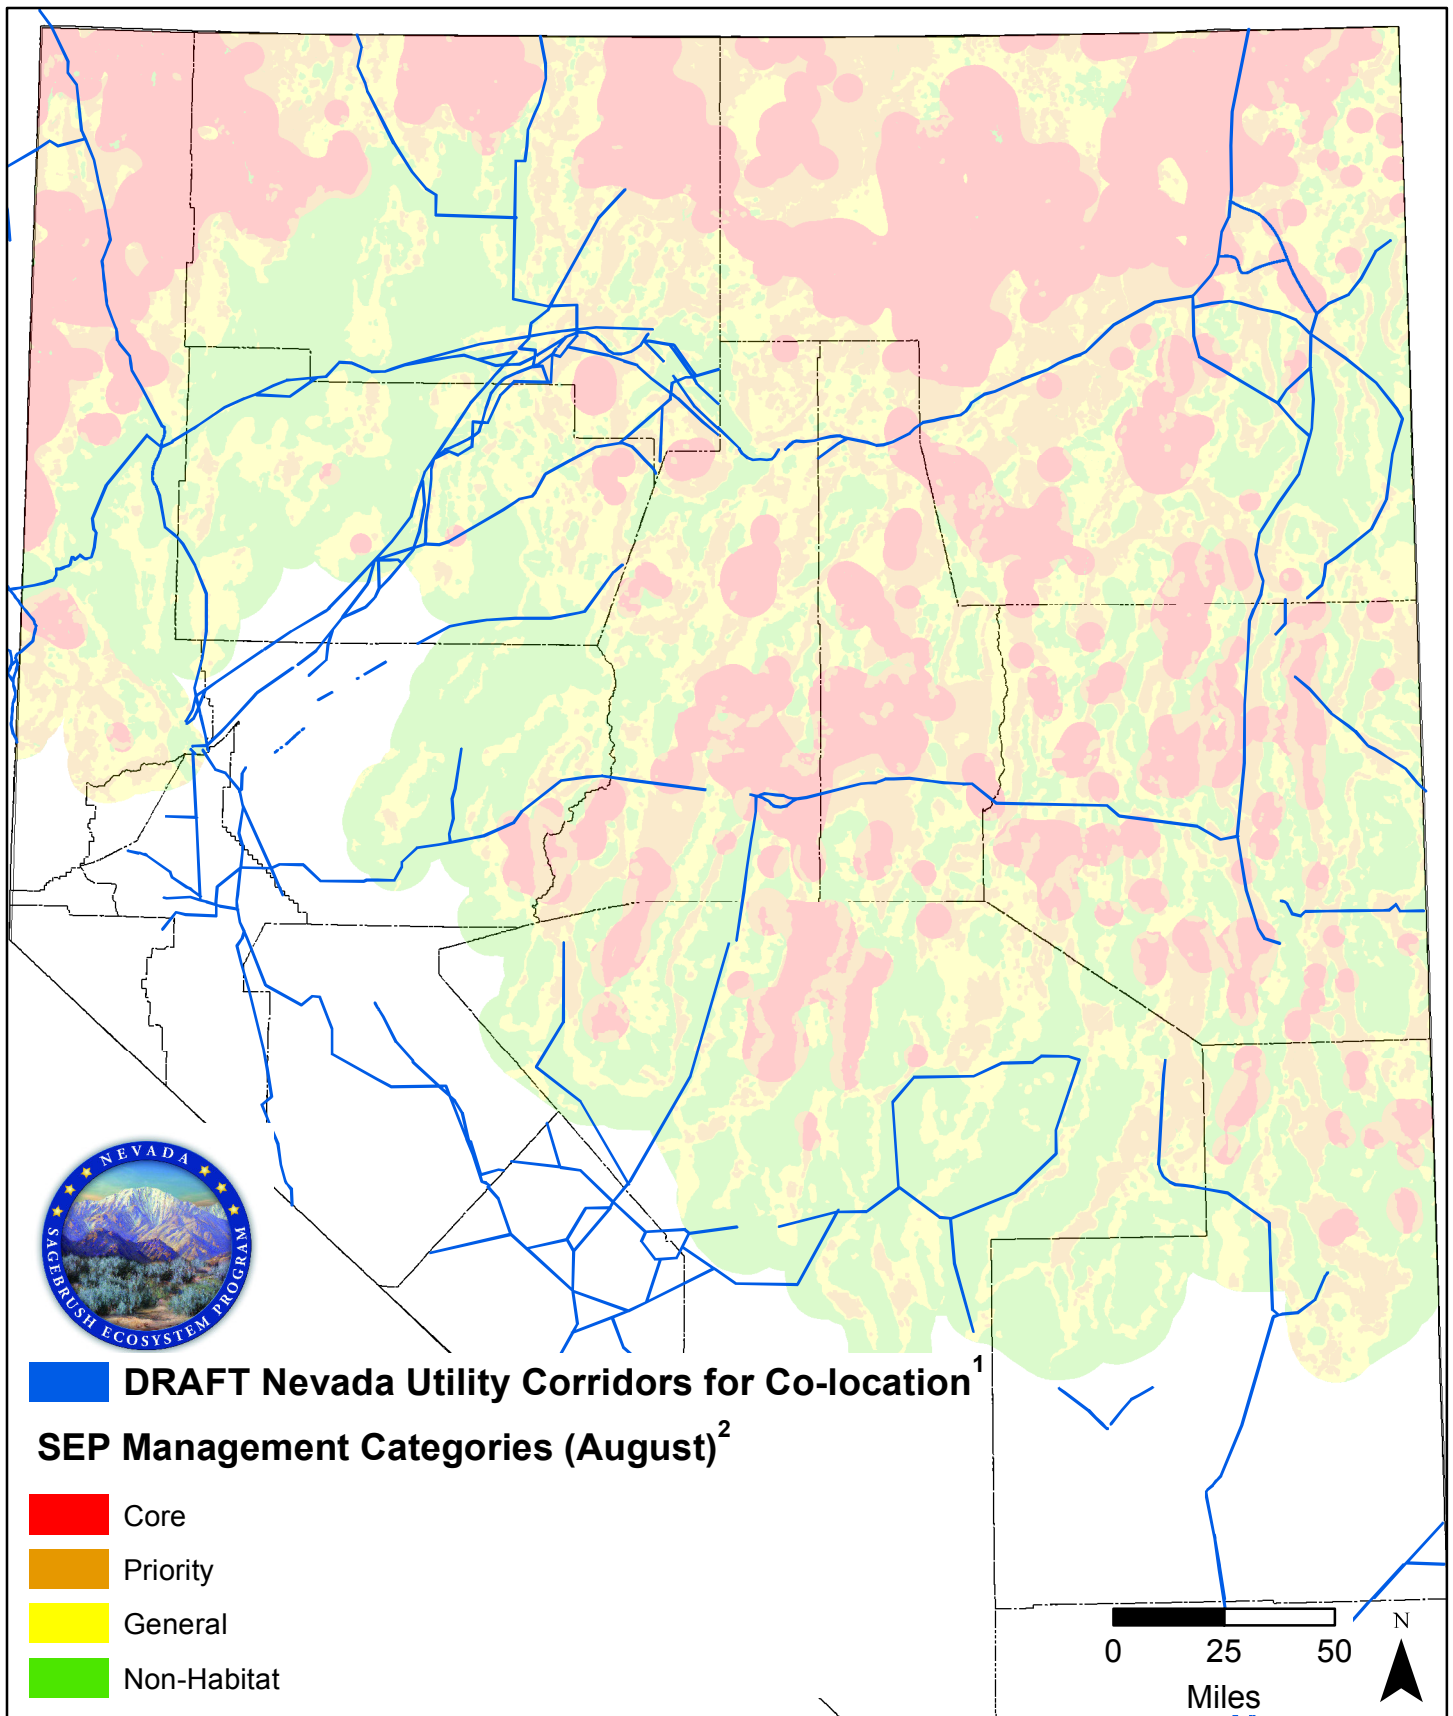 NEVADA
SAGEBRUSH ECOSYSTEM PROGRAM
DRAFT Nevada Utility Corridors for Co-location1
SEP Management Categories (August)2
Core
Priority
General
Non-Habitat
N
0 25 50
Miles